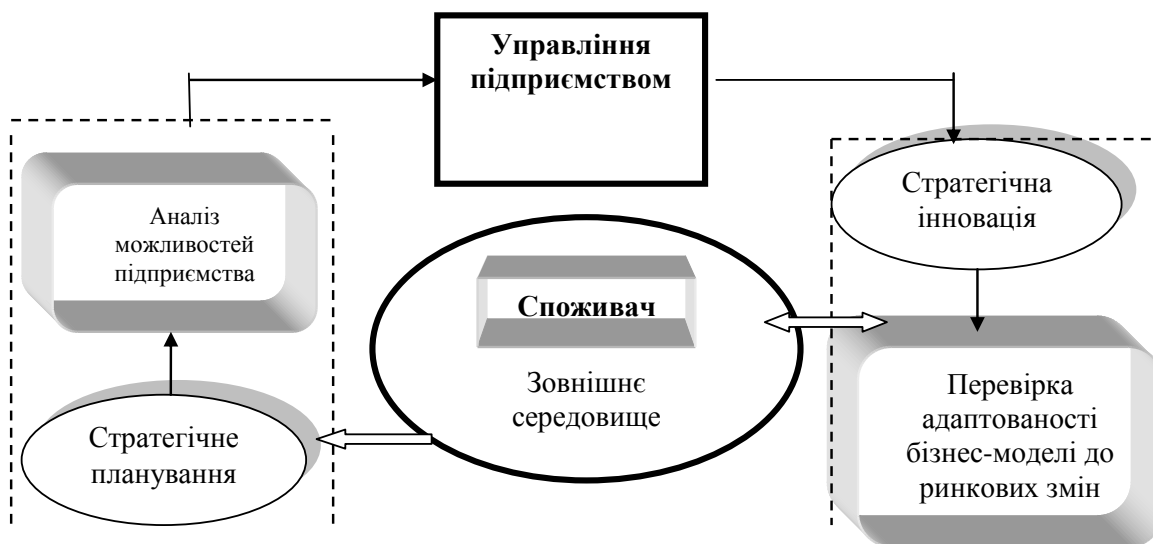 Управління
підприємством
Стратегічна
інновація
Аналіз
можливостей
підприємства
Споживач
Зовнішнє
середовище
Стратегічне
планування
Перевірка
адаптованості
бізнес-моделі до
ринкових змін